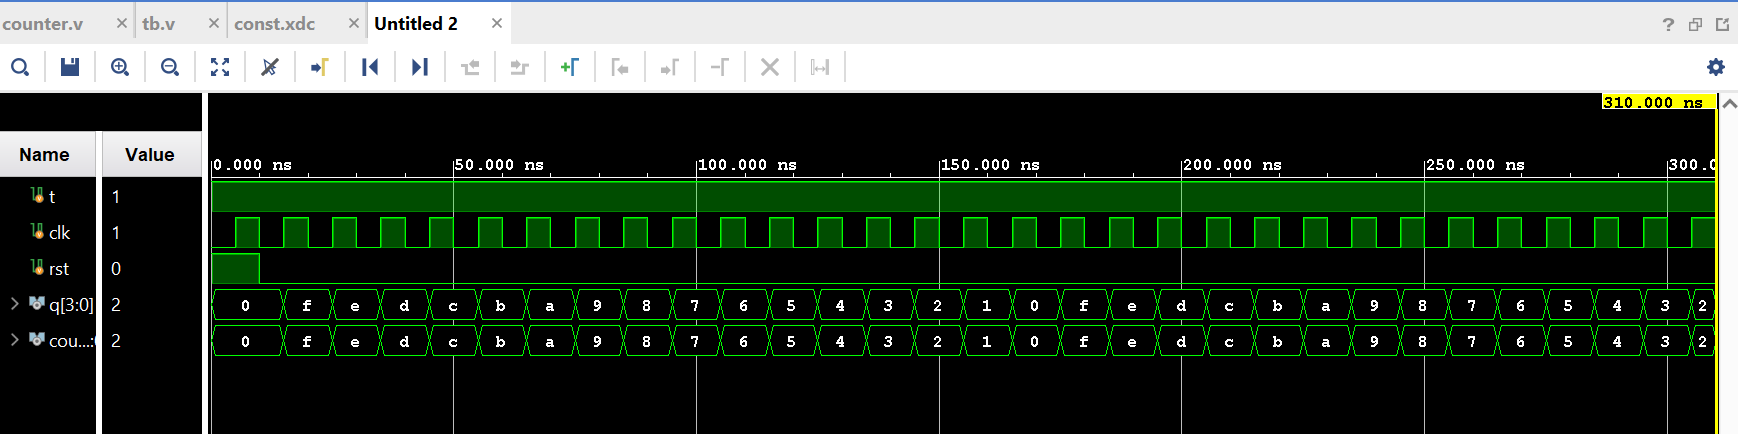 counter.v × tb.v × const.xdc × Untitled 2 ×
? 
310.000 ns
Name Value
0.000 ns 50.000 ns 100.000 ns 150.000 ns 200.000 ns 250.000 ns 300.0
t 1
clk 1
rst 0
q[3:0] 2 0 f e d c b a 9 8 7 6 5 4 3 2 1 0 f e d c b a 9 8 7 6 5 4 3 2
cou...:( 2 0 f e d c b a 9 8 7 6 5 4 3 2 1 0 f e d c b a 9 8 7 6 5 4 3 2